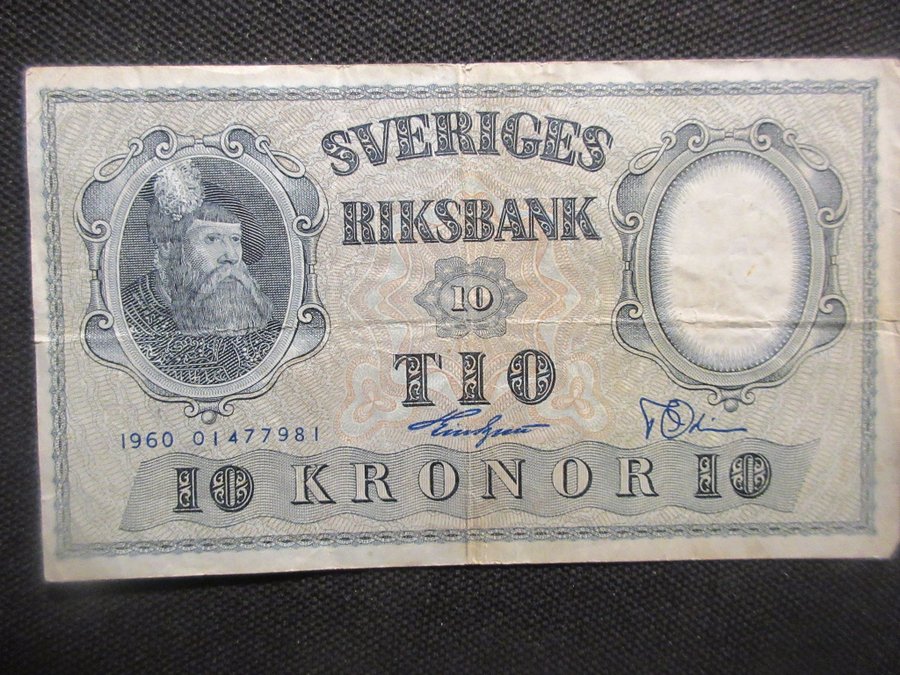 SVERIGES
RIKSBANK
10
TIO
1960 01477981
10 KRONOR 10